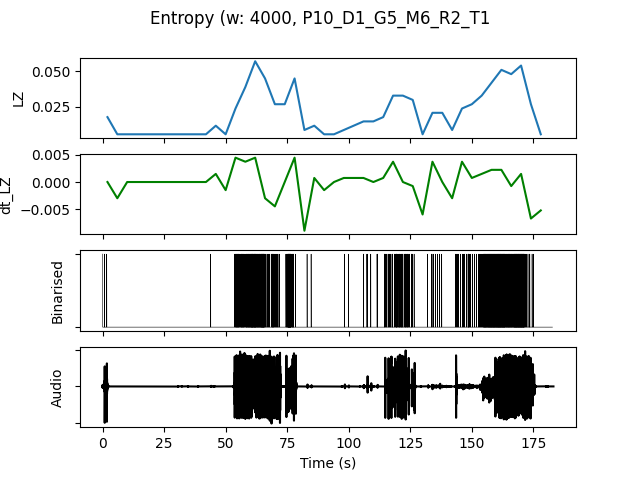 Entropy (w: 4000, P10_D1_G5_M6_R2_T1
0.050
0.025
LZ
0.005
0.000
−0.005
dt_LZ
Binarised
Audio
0 25 50 75 100 125 150 175
Time (s)